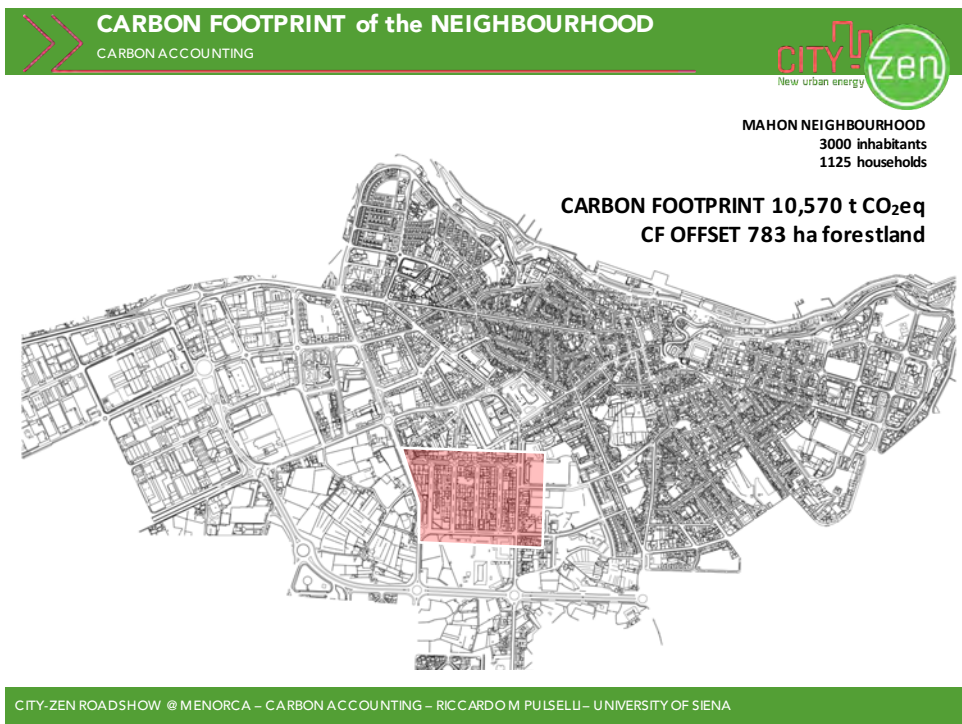 CARBON FOOTPRINT of the NEIGHBOURHOOD
CARBON ACCOUNTING
CITY zen
New urban energy
MAHON NEIGHBOURHOOD
3000 inhabitants
1125 households
CARBON FOOTPRINT 10,570 t CO₂eq
CF OFFSET 783 ha forestland
CITY-ZEN ROADSHOW @ MENORCA – CARBON ACCOUNTING – RICCARDO M PULSELLI – UNIVERSITY OF SIENA